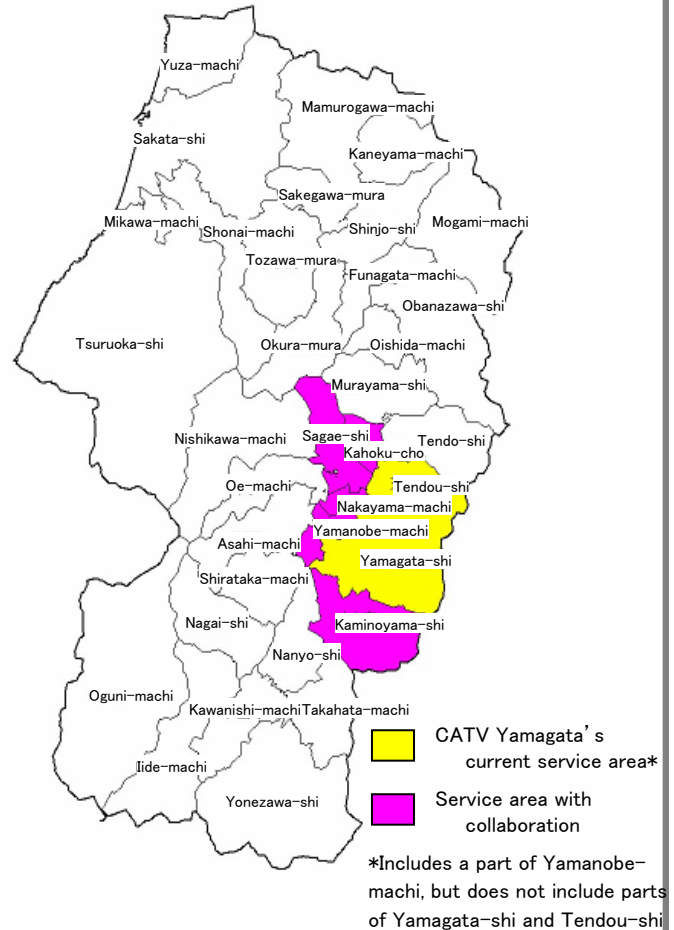 Yuza-machi
Mamurogawa-machi
Sakata-shi
Kaneyama-machi
Sakegawa-mura
Mikawa-machi
Shonai-machi
Shinjo-shi
Mogami-machi
Tozawa-mura
Funagata-machi
Obanazawa-shi
Tsuruoka-shi
Okura-mura
Oishida-machi
Murayama-shi
Nishikawa-machi
Sagae-shi
Tendo-shi
Kahoku-cho
Oe-machi
Tendou-shi
Nakayama-machi
Yamanobe-machi
Asahi-machi
Yamagata-shi
Shirataka-machi
Nagai-shi
Kaminoyama-shi
Nanyo-shi
Oguni-machi
Kawanishi-machi
Takahata-machi
Iide-machi
Yonezawa-shi
CATV Yamagata's
current service area*
Service area with
collaboration
*Includes a part of Yamanobe-
machi, but does not include parts
of Yamagata-shi and Tendou-shi